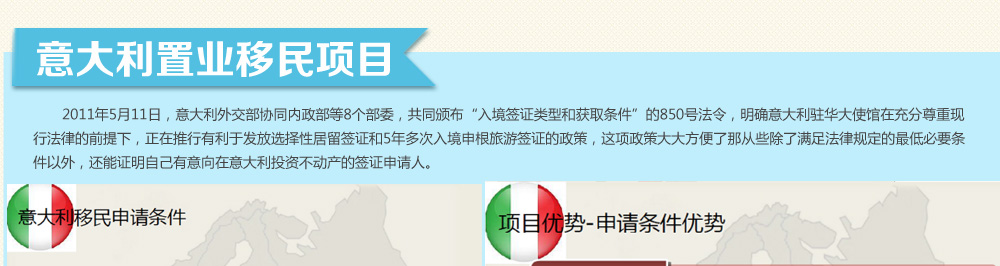 意大利置业移民项目
2011年5月11日，意大利外交部协同内政部等8个部委，共同颁布“入境签证类型和获取条件”的850号法令，明确意大利驻华大使馆在充分尊重现
行法律的前提下，正在推行有利于发放选择性居留签证和5年多次入境申根旅游签证的政策，这项政策大大方便了那从些除了满足法律规定的最低必要条
件以外，还能证明自己有意向在意大利投资不动产的签证申请人。
意大利移民申请条件
项目优势-申请条件优势